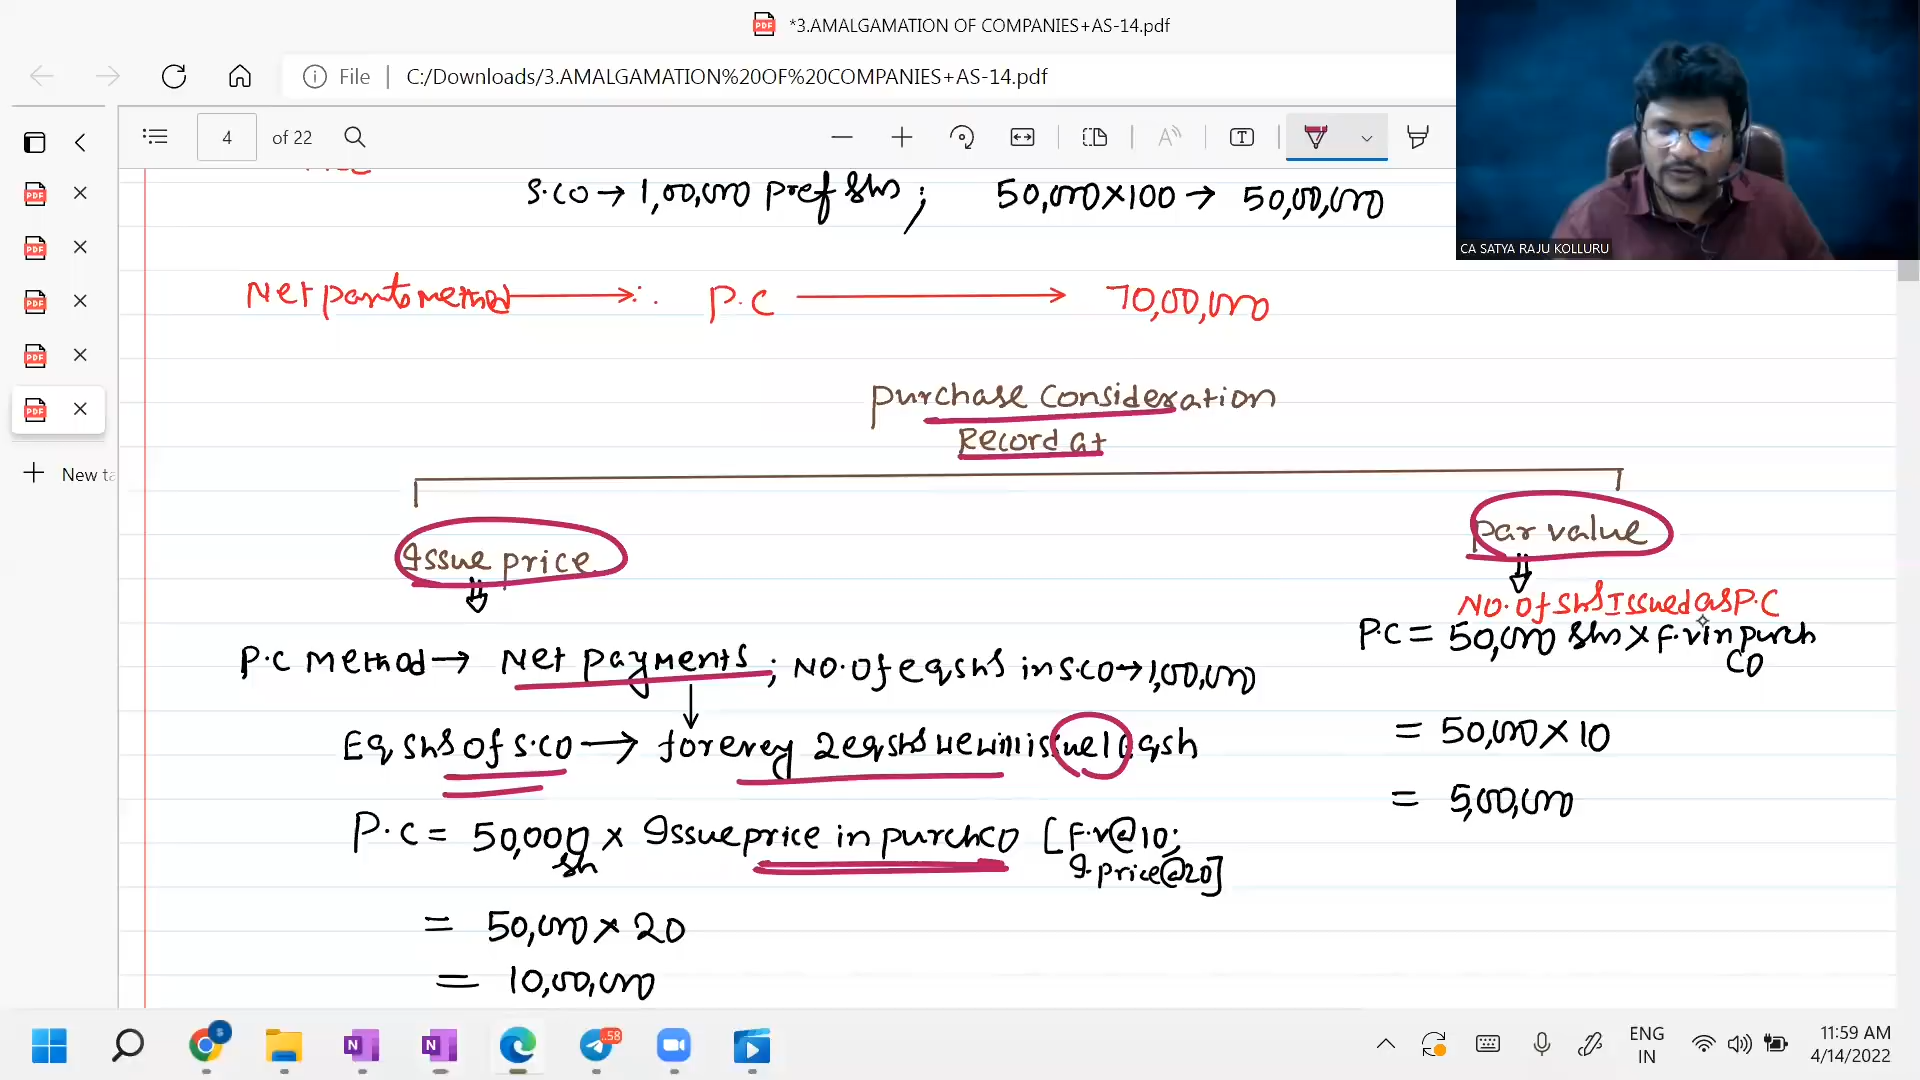 *3.AMALGAMATION OF COMPANIES+AS-14.pdf
File | C:/Downloads/3.AMALGAMATION%20OF%20COMPANIES+AS-14.pdf
4 of 22
S.CO → 1,00,000 pref shs ; 50,000×100 → 50,00,000
CA SATYA RAJU KOLLURU
∴ P.C → 70,00,000
purchase consideration
Record at
Issue price
par value
NO. of shs Issued as P.C
P.C = 50,000 shs × F.V in purch
CO
P.C Method → Net payments ; NO. of eq shs in S.CO → 1,00,000
= 50,000 × 10
Eq shs of S.CO → for every 2 eq shs we will issue 1 eqsh
= 5,00,000
P.C = 50,000 × Issue price in purch CO [F.V@10;
sh
I.price@20]
= 50,000 × 20
= 10,00,000
New ta
.58
ENG
IN
11:59 AM
4/14/2022